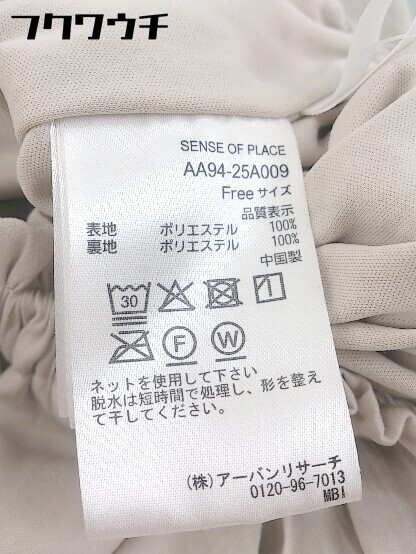 フクワウチ
SENSE OF PLACE
AA94-25A009
Freeサイズ
品質表示
表地 ポリエステル 100%
裏地 ポリエステル 100%
中国製
30
F W
ネットを使用して下さい
脱水は短時間で処理し、形を整え
て干してください。
(株)アーバンリサーチ
0120-96-7013
MBI